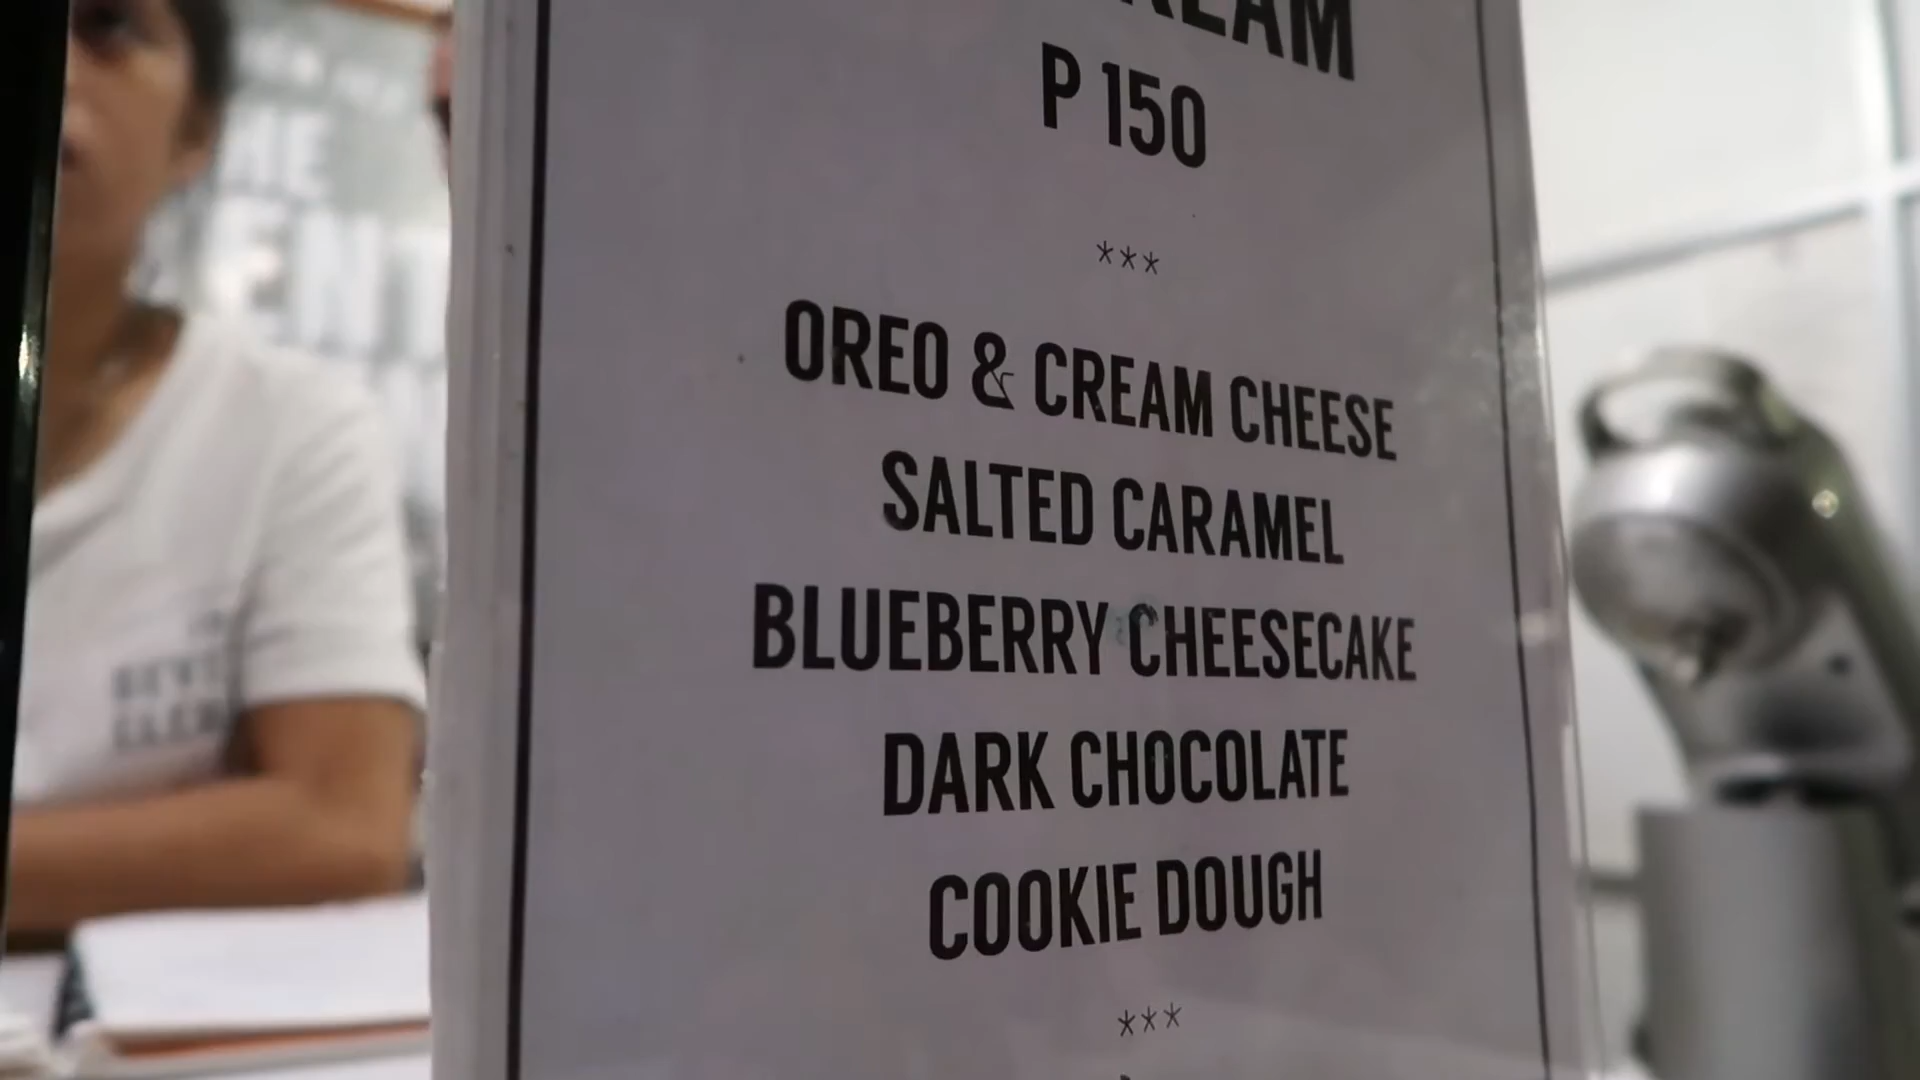 P 150
***
OREO & CREAM CHEESE
SALTED CARAMEL
BLUEBERRY CHEESECAKE
DARK CHOCOLATE
COOKIE DOUGH
***